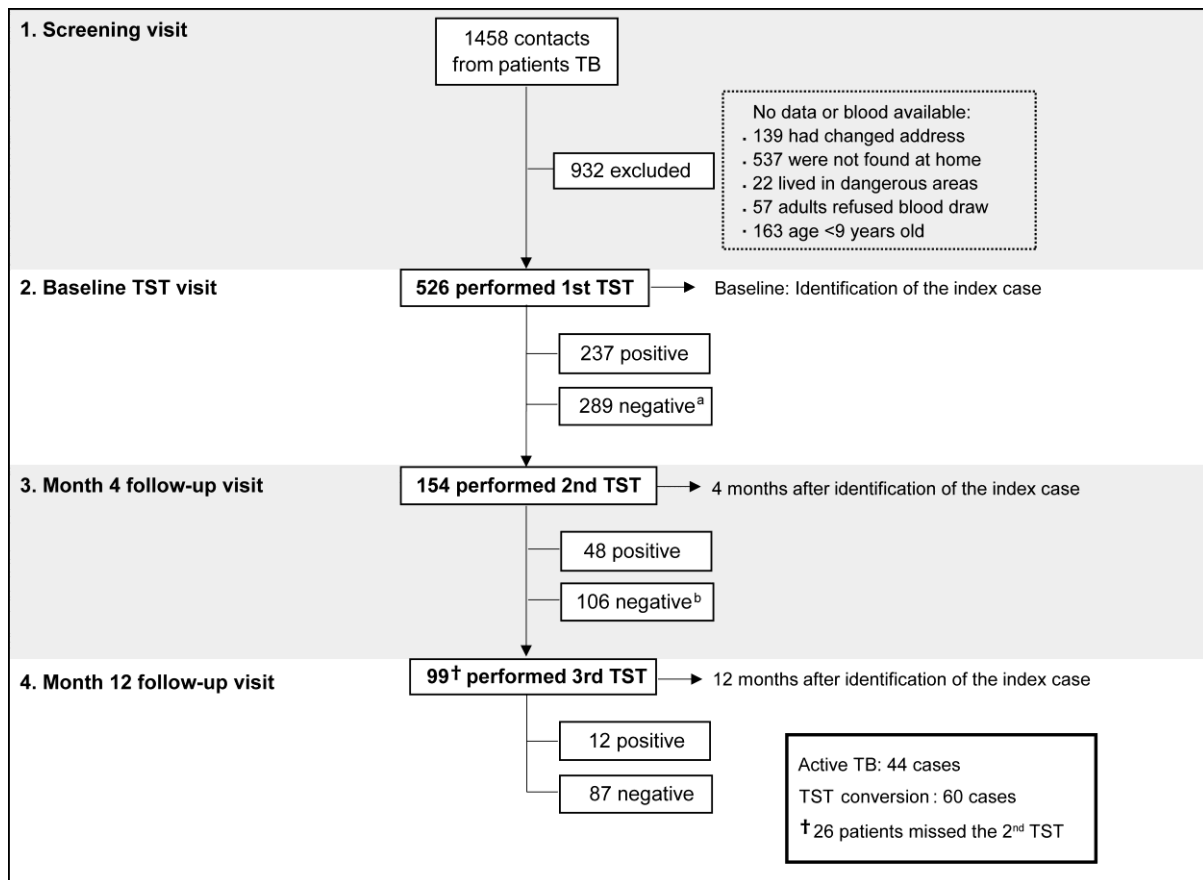 1. Screening visit
1458 contacts
from patients TB
No data or blood available:
· 139 had changed address
· 537 were not found at home
· 22 lived in dangerous areas
· 57 adults refused blood draw
· 163 age <9 years old
932 excluded
2. Baseline TST visit
526 performed 1st TST
Baseline: Identification of the index case
237 positive
289 negativeᵃ
3. Month 4 follow-up visit
154 performed 2nd TST
4 months after identification of the index case
48 positive
106 negativeᵇ
4. Month 12 follow-up visit
99† performed 3rd TST
12 months after identification of the index case
12 positive
87 negative
Active TB: 44 cases
TST conversion : 60 cases
† 26 patients missed the 2ⁿᵈ TST